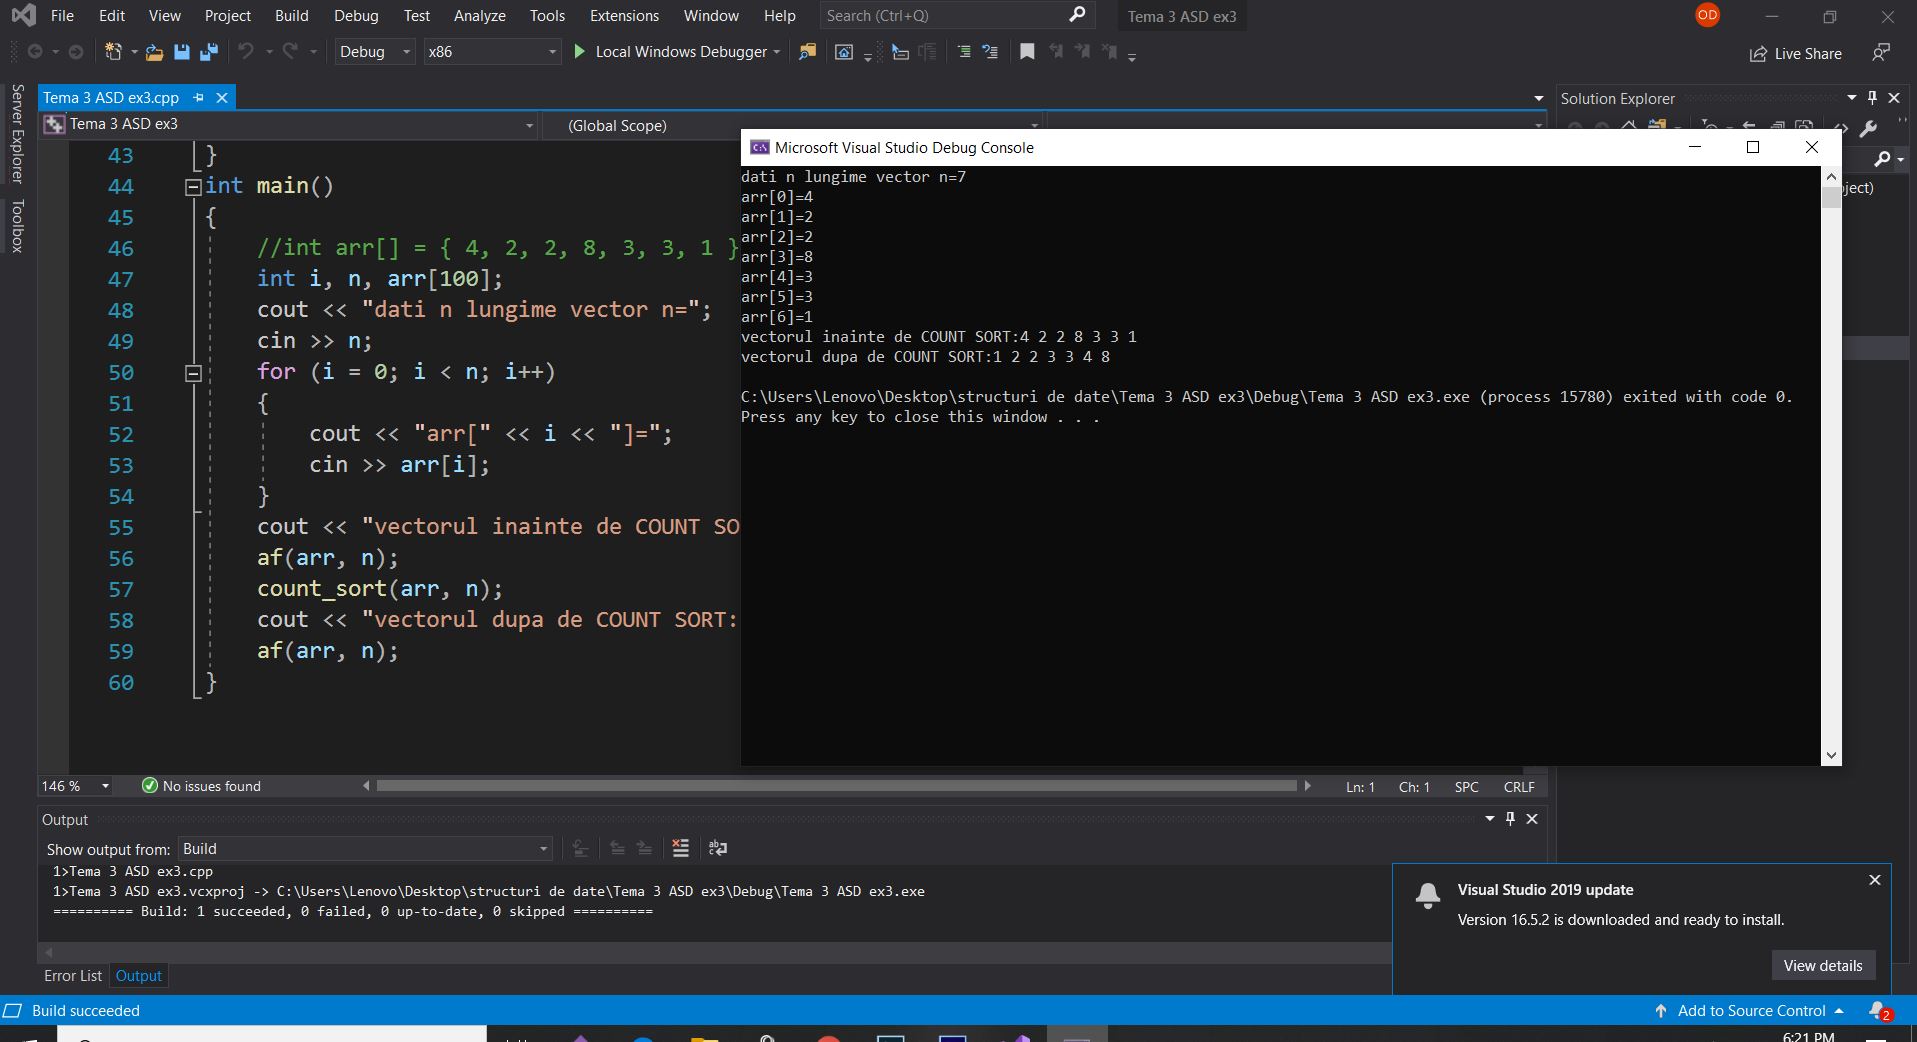 File Edit View Project Build Debug Test Analyze Tools Extensions Window Help Search (Ctrl+Q) Tema 3 ASD ex3 OD
Debug x86 Local Windows Debugger Live Share
Server Explorer
Toolbox
Tema 3 ASD ex3.cpp
Tema 3 ASD ex3 (Global Scope)
43 }
44 int main()
45 {
46 //int arr[] = { 4, 2, 2, 8, 3, 3, 1 }
47 int i, n, arr[100];
48 cout << "dati n lungime vector n=";
49 cin >> n;
50 for (i = 0; i < n; i++)
51 {
52 cout << "arr[" << i << "]=";
53 cin >> arr[i];
54 }
55 cout << "vectorul inainte de COUNT SO
56 af(arr, n);
57 count_sort(arr, n);
58 cout << "vectorul dupa de COUNT SORT:
59 af(arr, n);
60 }
Microsoft Visual Studio Debug Console
dati n lungime vector n=7
arr[0]=4
arr[1]=2
arr[2]=2
arr[3]=8
arr[4]=3
arr[5]=3
arr[6]=1
vectorul inainte de COUNT SORT:4 2 2 8 3 3 1
vectorul dupa de COUNT SORT:1 2 2 3 3 4 8
C:\Users\Lenovo\Desktop\structuri de date\Tema 3 ASD ex3\Debug\Tema 3 ASD ex3.exe (process 15780) exited with code 0.
Press any key to close this window . . .
Solution Explorer
ject)
146 % No issues found Ln: 1 Ch: 1 SPC CRLF
Output
Show output from: Build
1>Tema 3 ASD ex3.cpp
1>Tema 3 ASD ex3.vcxproj -> C:\Users\Lenovo\Desktop\structuri de date\Tema 3 ASD ex3\Debug\Tema 3 ASD ex3.exe
========== Build: 1 succeeded, 0 failed, 0 up-to-date, 0 skipped ==========
Error List Output
Visual Studio 2019 update
Version 16.5.2 is downloaded and ready to install.
View details
Build succeeded Add to Source Control 2
6:21 PM